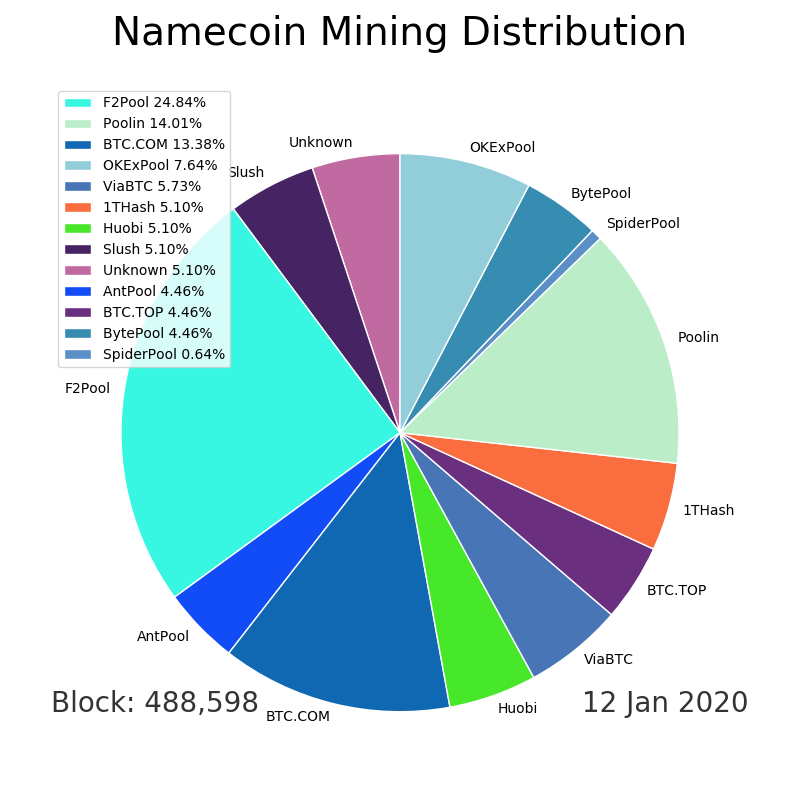 Namecoin Mining Distribution
F2Pool 24.84%
Poolin 14.01%
BTC.COM 13.38%
OKExPool 7.64%
ViaBTC 5.73%
1THash 5.10%
Huobi 5.10%
Slush 5.10%
Unknown 5.10%
AntPool 4.46%
BTC.TOP 4.46%
BytePool 4.46%
SpiderPool 0.64%
Unknown
OKExPool
Slush
BytePool
SpiderPool
Poolin
F2Pool
1THash
BTC.TOP
AntPool
ViaBTC
Huobi
BTC.COM
Block: 488,598
12 Jan 2020